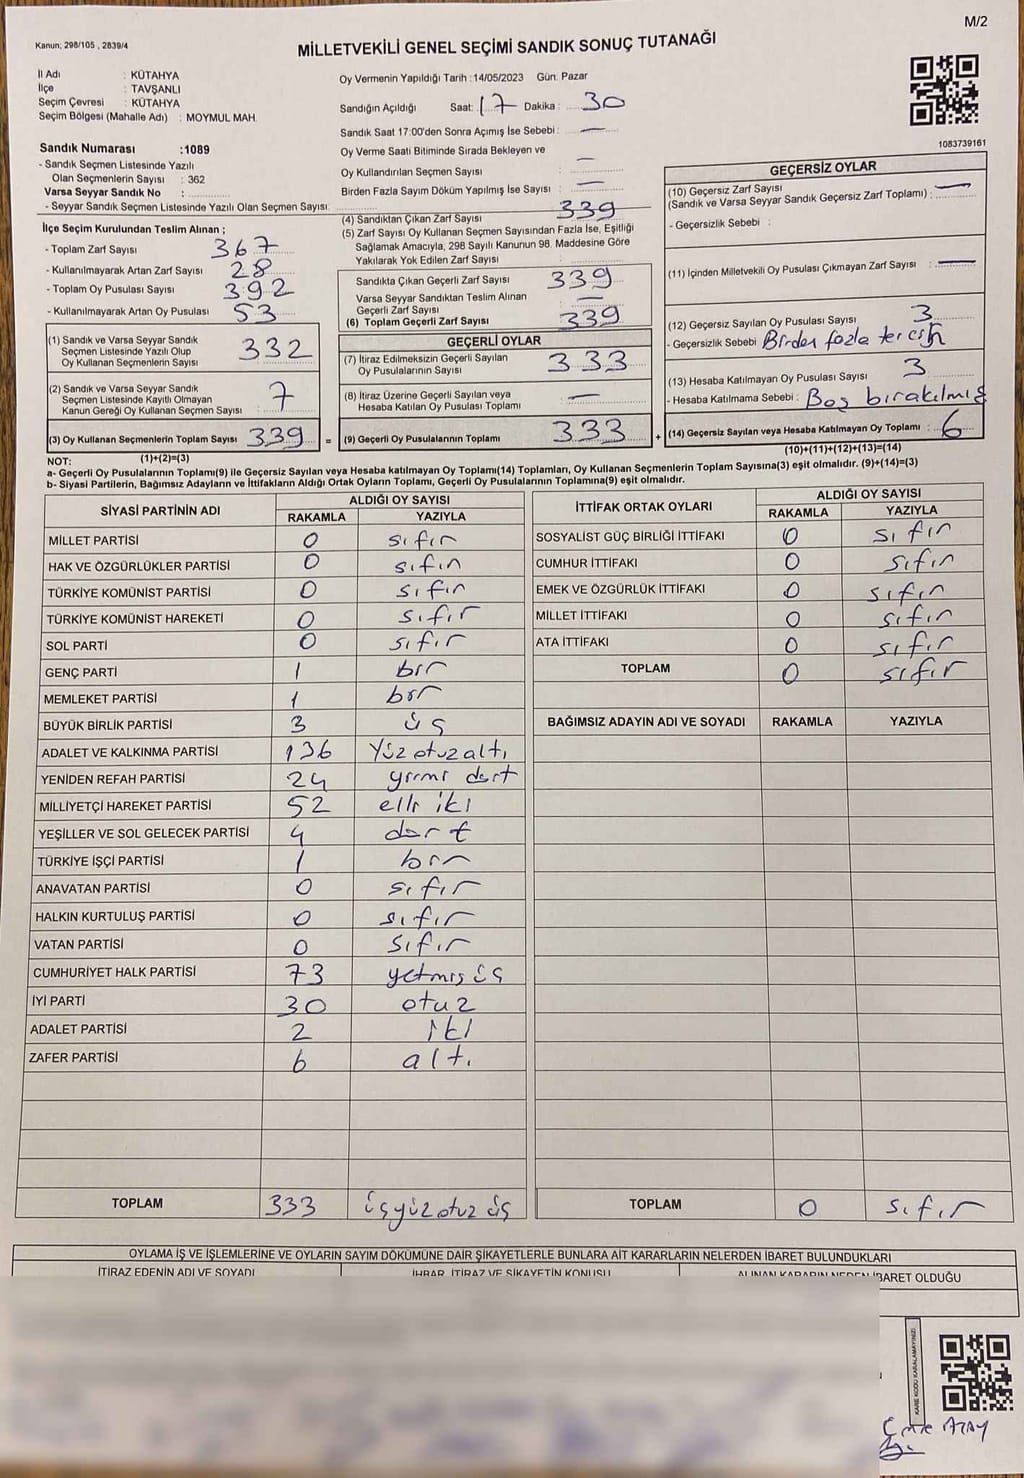 M/2
Kanun; 298/105 , 2839/4
MİLLETVEKİLİ GENEL SEÇİMİ SANDIK SONUÇ TUTANAĞI
İl Adı : KÜTAHYA
İlçe : TAVŞANLI
Seçim Çevresi : KÜTAHYA
Seçim Bölgesi (Mahalle Adı) : MOYMUL MAH.
Oy Vermenin Yapıldığı Tarih :14/05/2023 Gün: Pazar
Sandığın Açıldığı Saat: 17 Dakika : 30
Sandık Saat 17:00'den Sonra Açımış İse Sebebi : —
Oy Verme Saati Bitiminde Sırada Bekleyen ve
Oy Kullandırılan Seçmen Sayısı : —
Birden Fazla Sayım Döküm Yapılmış İse Sayısı : —
1083739161
Sandık Numarası :1089
- Sandık Seçmen Listesinde Yazılı
Olan Seçmenlerin Sayısı : 362
Varsa Seyyar Sandık No :
- Seyyar Sandık Seçmen Listesinde Yazılı Olan Seçmen Sayısı:
İlçe Seçim Kurulundan Teslim Alınan ;
- Toplam Zarf Sayısı 367
- Kullanılmayarak Artan Zarf Sayısı : 28
- Toplam Oy Pusulası Sayısı : 392
- Kullanılmayarak Artan Oy Pusulası : 53
(1) Sandık ve Varsa Seyyar Sandık
Seçmen Listesinde Yazılı Olup
Oy Kullanan Seçmenlerin Sayısı : 332
(2) Sandık ve Varsa Seyyar Sandık
Seçmen Listesinde Kayıtlı Olmayan
Kanun Gereği Oy Kullanan Seçmen Sayısı : 7
(3) Oy Kullanan Seçmenlerin Toplam Sayısı : 339 =
(4) Sandıktan Çıkan Zarf Sayısı 339
(5) Zarf Sayısı Oy Kullanan Seçmen Sayısından Fazla İse, Eşitliği
Sağlamak Amacıyla, 298 Sayılı Kanunun 98. Maddesine Göre
Yakılarak Yok Edilen Zarf Sayısı :
Sandıkta Çıkan Geçerli Zarf Sayısı : 339
Varsa Seyyar Sandıktan Teslim Alınan
Geçerli Zarf Sayısı : —
(6) Toplam Geçerli Zarf Sayısı : 339
GEÇERLİ OYLAR
(7) İtiraz Edilmeksizin Geçerli Sayılan
Oy Pusulalarının Sayısı : 333
(8) İtiraz Üzerine Geçerli Sayılan veya
Hesaba Katılan Oy Pusulası Toplamı : —
(9) Geçerli Oy Pusulalarının Toplamı : 333 +
GEÇERSİZ OYLAR
(10) Geçersiz Zarf Sayısı
(Sandık ve Varsa Seyyar Sandık Geçersiz Zarf Toplamı) : —
- Geçersizlik Sebebi :
(11) İçinden Milletvekili Oy Pusulası Çıkmayan Zarf Sayısı : —
(12) Geçersiz Sayılan Oy Pusulası Sayısı : 3
- Geçersizlik Sebebi Birden fazla tercih
(13) Hesaba Katılmayan Oy Pusulası Sayısı : 3
- Hesaba Katılmama Sebebi : Boş bırakılmış
(14) Geçersiz Sayılan veya Hesaba Katılmayan Oy Toplamı : 6
NOT: (1)+(2)=(3) (10)+(11)+(12)+(13)=(14)
a- Geçerli Oy Pusulalarının Toplamı(9) ile Geçersiz Sayılan veya Hesaba katılmayan Oy Toplamı(14) Toplamları, Oy Kullanan Seçmenlerin Toplam Sayısına(3) eşit olmalıdır. (9)+(14)=(3)
b- Siyasi Partilerin, Bağımsız Adayların ve İttifakların Aldığı Ortak Oyların Toplamı, Geçerli Oy Pusulalarının Toplamına(9) eşit olmalıdır.
SİYASİ PARTİNİN ADI ALDIĞI OY SAYISI
RAKAMLA YAZIYLA
MİLLET PARTİSİ 0 sıfır
HAK VE ÖZGÜRLÜKLER PARTİSİ 0 sıfır
TÜRKİYE KOMÜNİST PARTİSİ 0 sıfır
TÜRKİYE KOMÜNİST HAREKETİ 0 sıfır
SOL PARTİ 0 sıfır
GENÇ PARTİ 1 bir
MEMLEKET PARTİSİ 1 bir
BÜYÜK BİRLİK PARTİSİ 3 üç
ADALET VE KALKINMA PARTİSİ 136 Yüz otuz altı
YENİDEN REFAH PARTİSİ 24 yirmi dört
MİLLİYETÇİ HAREKET PARTİSİ 52 elli iki
YEŞİLLER VE SOL GELECEK PARTİSİ 4 dört
TÜRKİYE İŞÇİ PARTİSİ 1 bir
ANAVATAN PARTİSİ 0 sıfır
HALKIN KURTULUŞ PARTİSİ 0 sıfır
VATAN PARTİSİ 0 sıfır
CUMHURİYET HALK PARTİSİ 73 yetmiş üç
İYİ PARTİ 30 otuz
ADALET PARTİSİ 2 iki
ZAFER PARTİSİ 6 altı
TOPLAM 333 üçyüz otuz üç
İTTİFAK ORTAK OYLARI ALDIĞI OY SAYISI
RAKAMLA YAZIYLA
SOSYALİST GÜÇ BİRLİĞİ İTTİFAKI 0 sıfır
CUMHUR İTTİFAKI 0 sıfır
EMEK VE ÖZGÜRLÜK İTTİFAKI 0 sıfır
MİLLET İTTİFAKI 0 sıfır
ATA İTTİFAKI 0 sıfır
TOPLAM 0 sıfır
BAĞIMSIZ ADAYIN ADI VE SOYADI RAKAMLA YAZIYLA
TOPLAM 0 sıfır
OYLAMA İŞ VE İŞLEMLERİNE VE OYLARIN SAYIM DÖKÜMÜNE DAİR ŞİKAYETLERLE BUNLARA AİT KARARLARIN NELERDEN İBARET BULUNDUKLARI
İTİRAZ EDENİN ADI VE SOYADI İHBAR, İTİRAZ VE ŞİKAYETİN KONUSU ALINAN KARARIN NEDEN İBARET OLDUĞU
KARE KODU KARALAMAYINIZ!